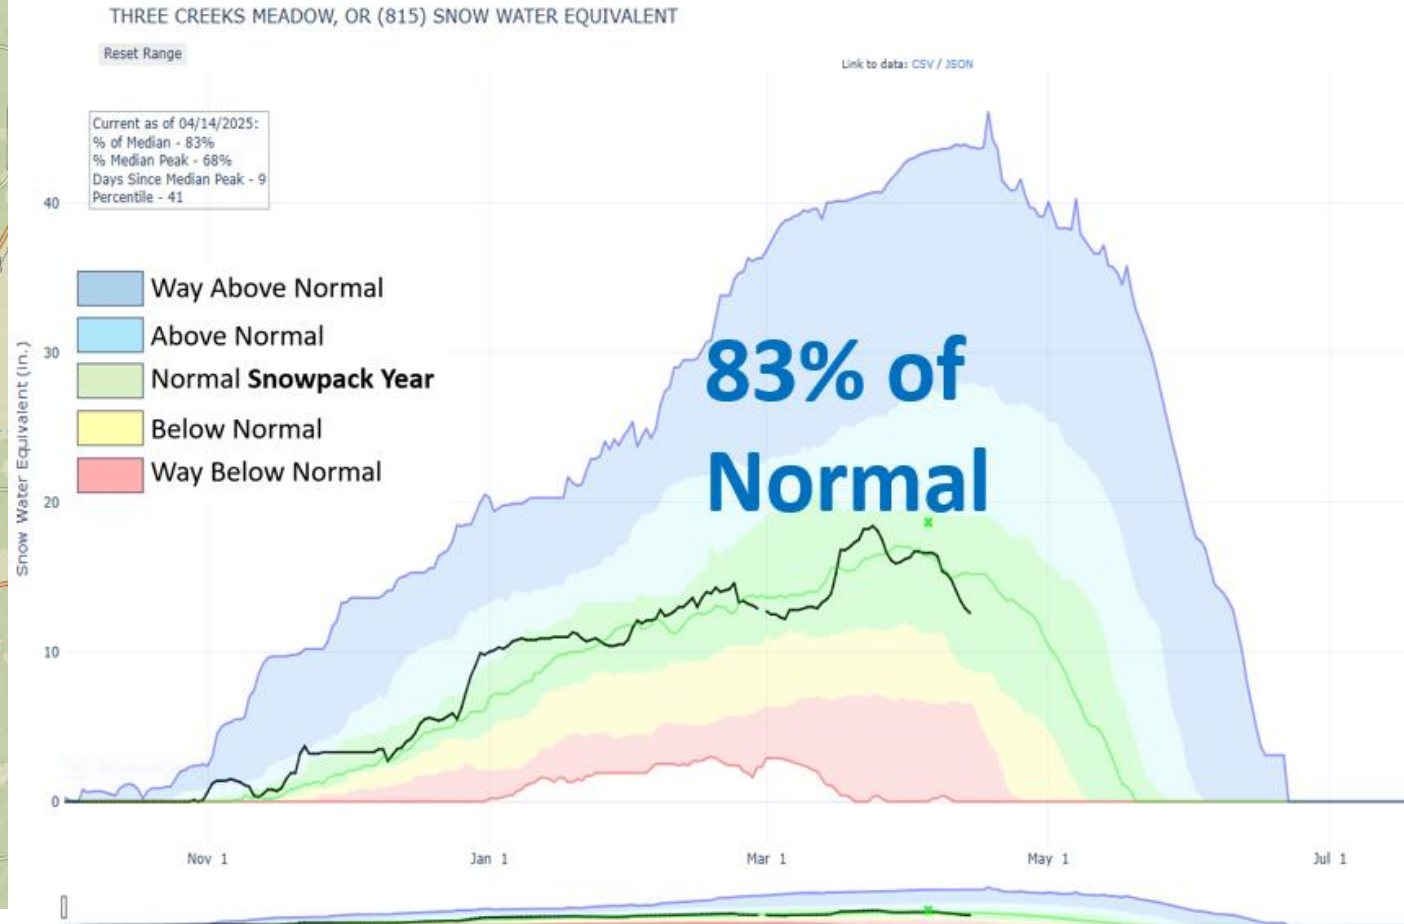 THREE CREEKS MEADOW, OR (815) SNOW WATER EQUIVALENT
Reset Range
Link to data: CSV / JSON
Current as of 04/14/2025:
% of Median - 83%
% Median Peak - 68%
Days Since Median Peak - 9
Percentile - 41
Way Above Normal
Above Normal
Normal Snowpack Year
Below Normal
Way Below Normal
83% of
Normal
Snow Water Equivalent (in.)
40
30
20
10
0
Nov 1
Jan 1
Mar 1
May 1
Jul 1